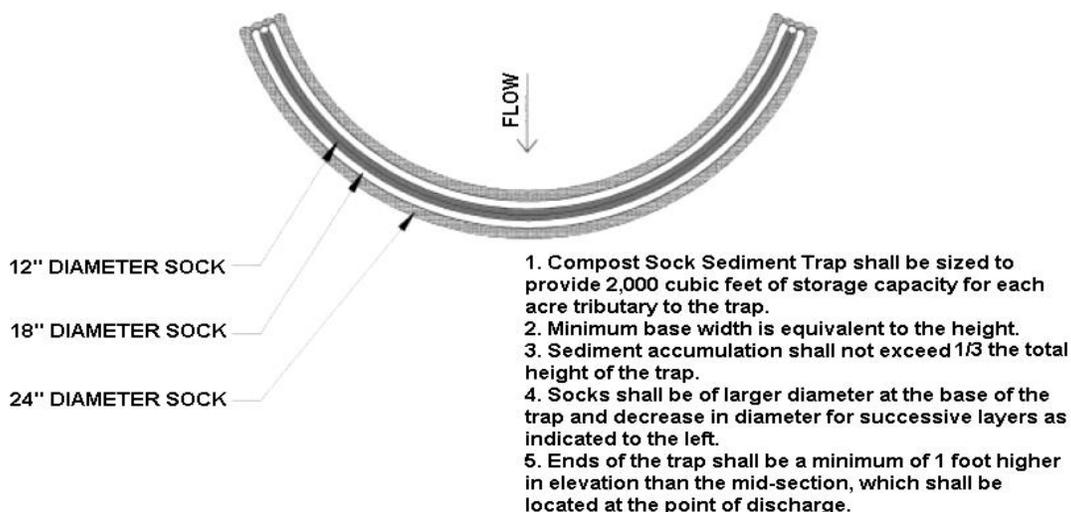 FLOW
12" DIAMETER SOCK
18" DIAMETER SOCK
24" DIAMETER SOCK
1. Compost Sock Sediment Trap shall be sized to
provide 2,000 cubic feet of storage capacity for each
acre tributary to the trap.
2. Minimum base width is equivalent to the height.
3. Sediment accumulation shall not exceed 1/3 the total
height of the trap.
4. Socks shall be of larger diameter at the base of the
trap and decrease in diameter for successive layers as
indicated to the left.
5. Ends of the trap shall be a minimum of 1 foot higher
in elevation than the mid-section, which shall be
located at the point of discharge.